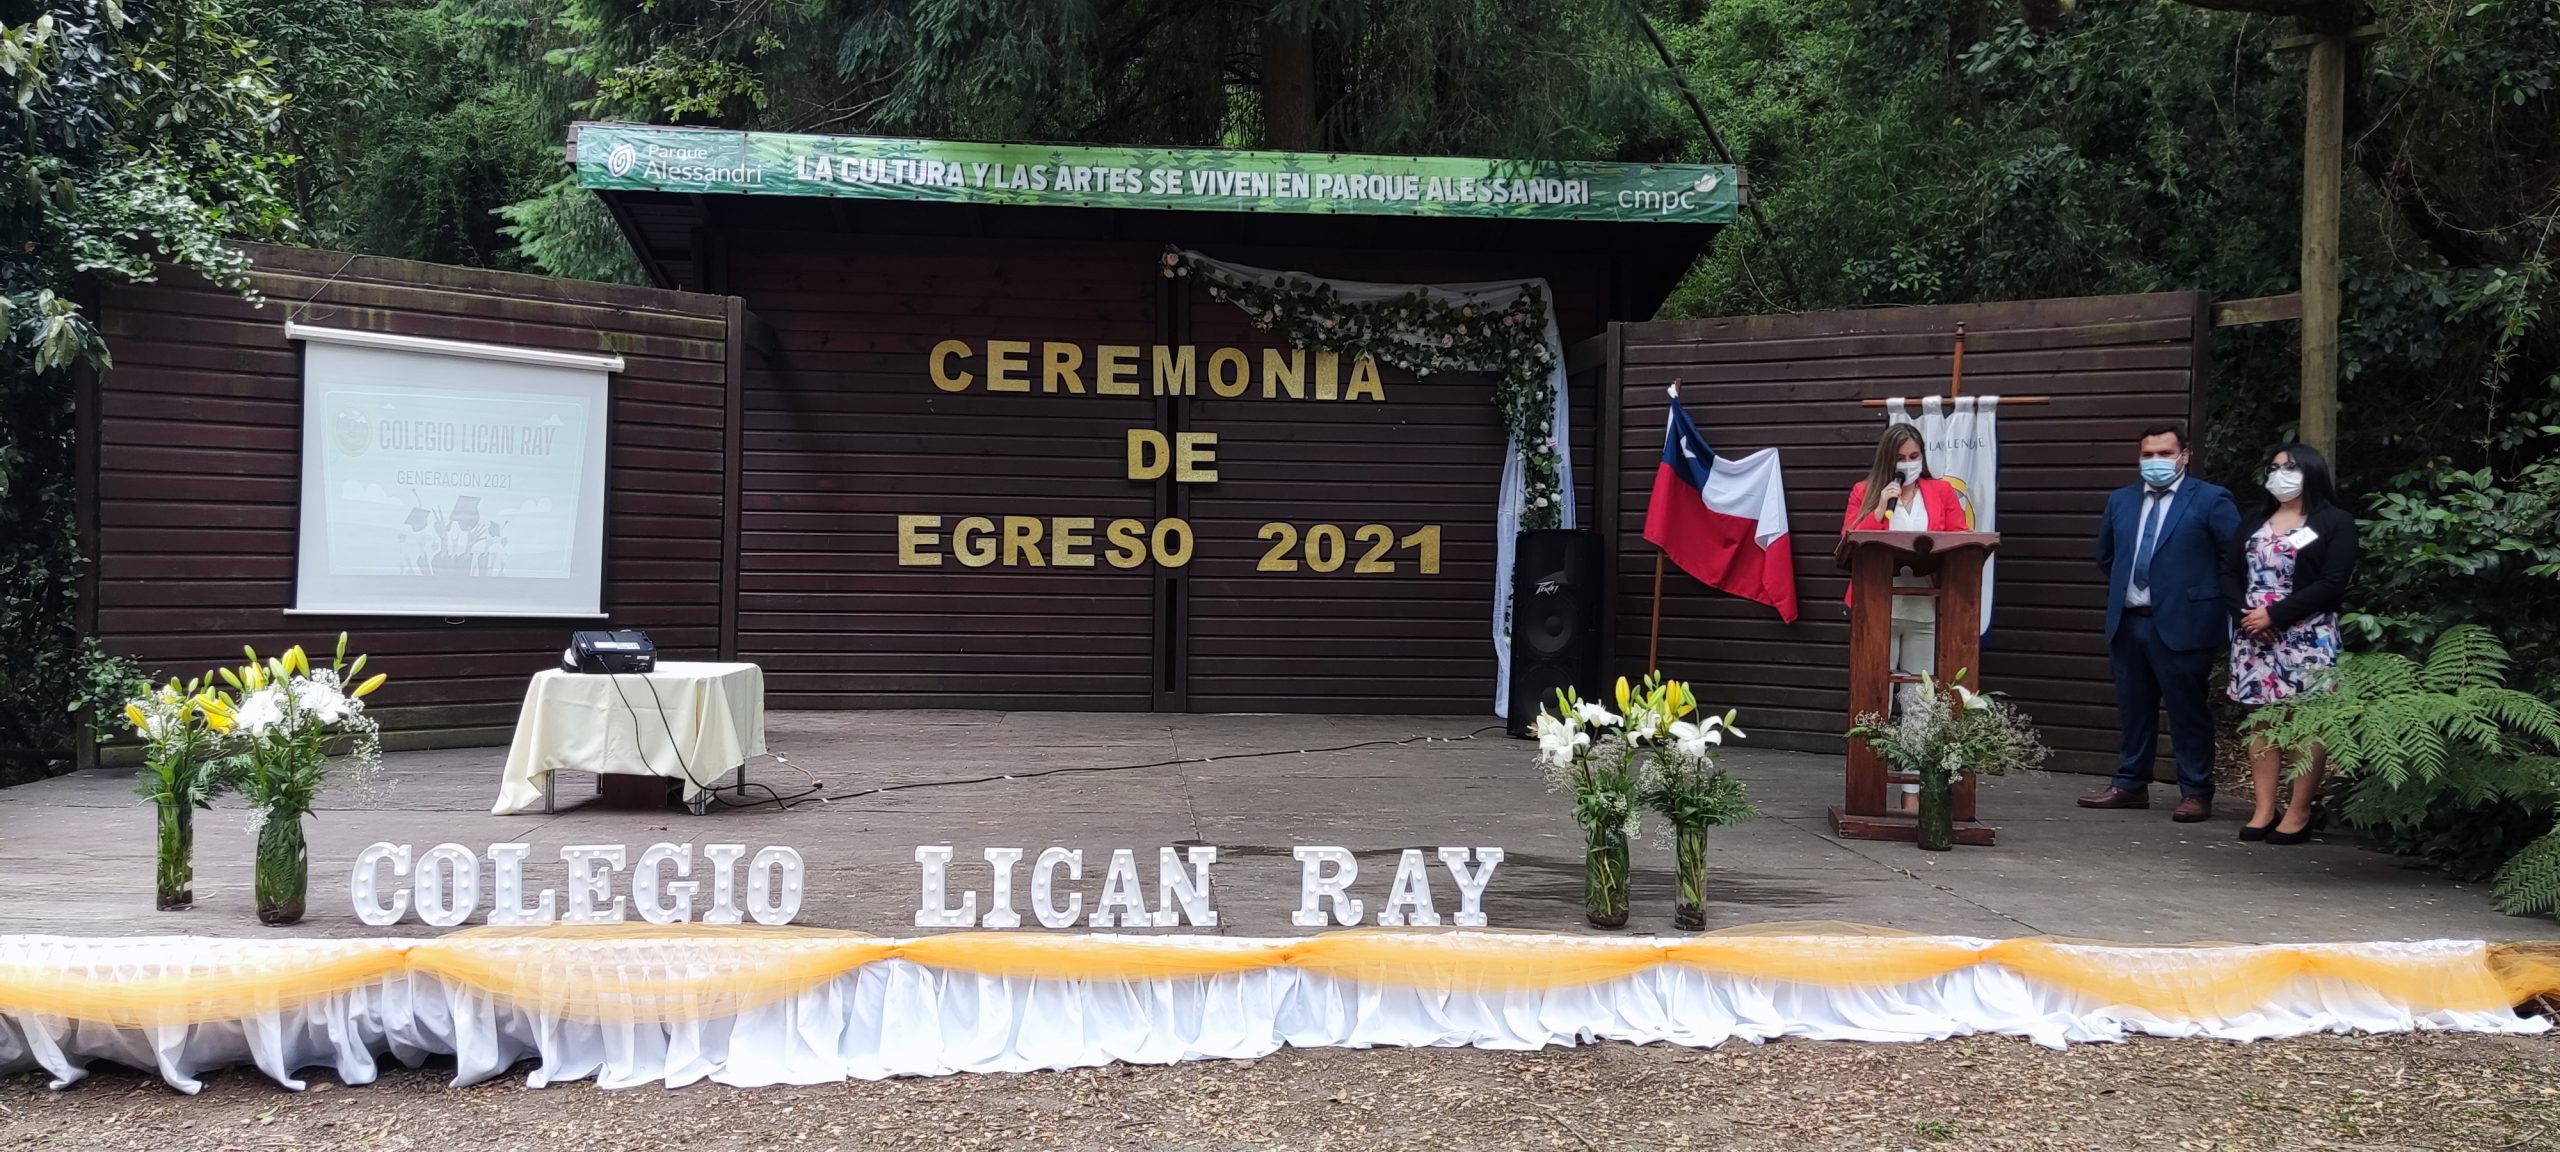 Parque
Alessandri
LA CULTURA Y LAS ARTES SE VIVEN EN PARQUE ALESSANDRI
cmpc
COLEGIO LICAN RAY
GENERACIÓN 2021
CEREMONIA
DE
EGRESO 2021
PEAVEY
COLEGIO LICAN RAY